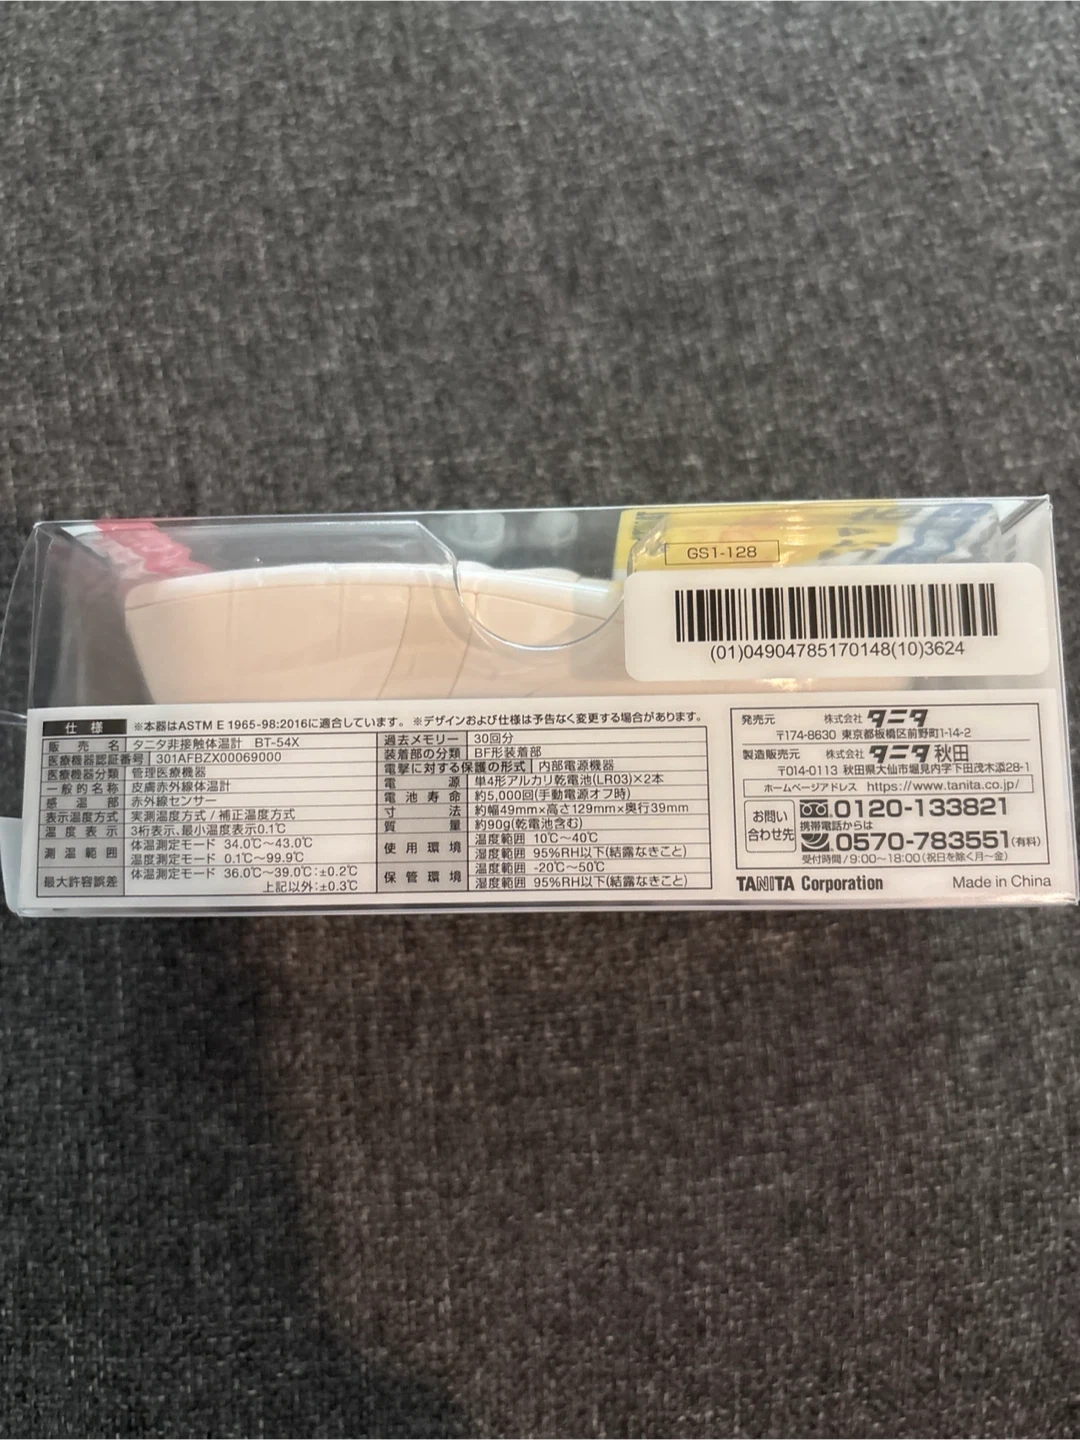 GS1-128
(01)04904785170148(10)3624
仕様 ※本器はASTM E 1965-98:2016に適合しています。 ※デザインおよび仕様は予告なく変更する場合があります。
販売名 タニタ非接触体温計 BT-54X
医療機器認証番号 301AFBZX00069000
医療機器分類 管理医療機器
一般的名称 皮膚赤外線体温計
感温部 赤外線センサー
表示温度方式 実測温度方式 / 補正温度方式
温度表示 3桁表示、最小温度表示0.1℃
測温範囲 体温測定モード 34.0℃〜43.0℃
温度測定モード 0.1℃〜99.9℃
最大許容誤差 体温測定モード 36.0℃〜39.0℃:±0.2℃
上記以外:±0.3℃
過去メモリー 30回分
装着部の分類 BF形装着部
電撃に対する保護の形式 内部電源機器
電源 単4形アルカリ乾電池(LR03)×2本
電池寿命 約5,000回(手動電源オフ時)
寸法 約幅49mm×高さ129mm×奥行39mm
質量 約90g(乾電池含む)
使用環境 温度範囲 10℃〜40℃
湿度範囲 95%RH以下(結露なきこと)
保管環境 温度範囲 -20℃〜50℃
湿度範囲 95%RH以下(結露なきこと)
発売元 株式会社 タニタ
〒174-8630 東京都板橋区前野町1-14-2
製造販売元 株式会社 タニタ秋田
〒014-0113 秋田県大仙市堀見内字下田茂木添28-1
ホームページアドレス https://www.tanita.co.jp/
お問い合わせ先
0120-133821
携帯電話からは
0570-783551(有料)
受付時間/9:00〜18:00(祝日を除く月〜金)
TANITA Corporation Made in China